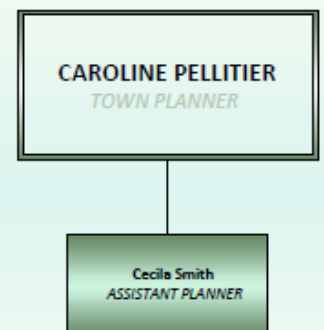 CAROLINE PELLITIER
TOWN PLANNER
Cecila Smith
ASSISTANT PLANNER